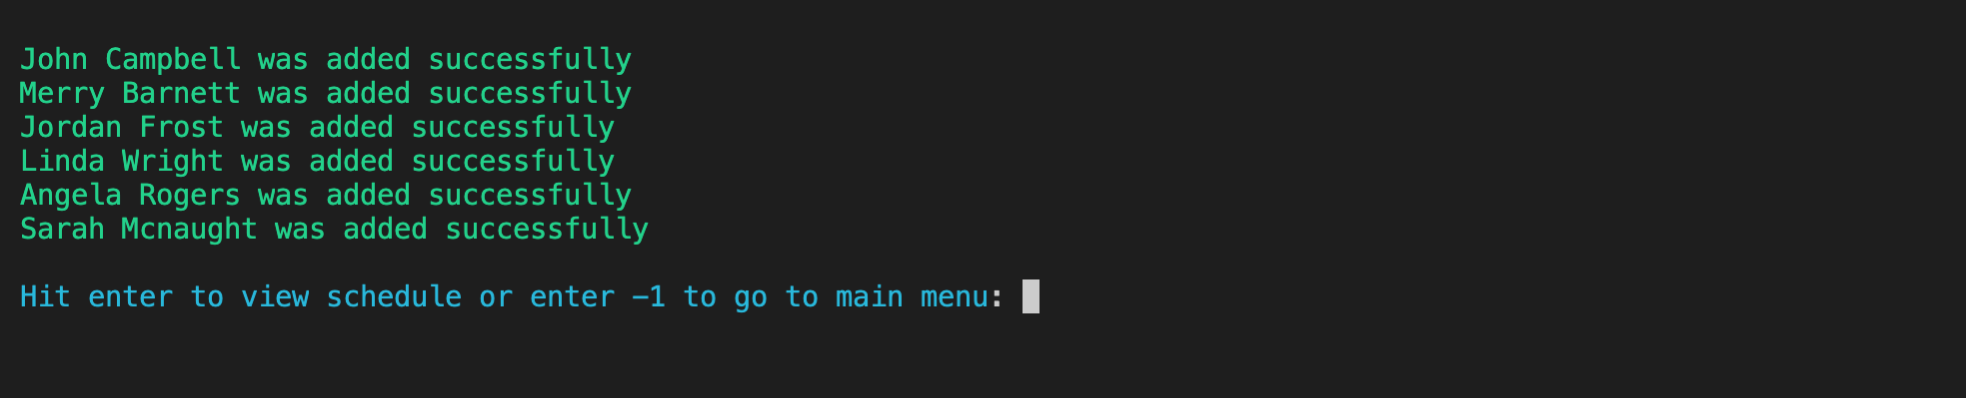 John Campbell was added successfully
Merry Barnett was added successfully
Jordan Frost was added successfully
Linda Wright was added successfully
Angela Rogers was added successfully
Sarah Mcnaught was added successfully
Hit enter to view schedule or enter -1 to go to main menu: